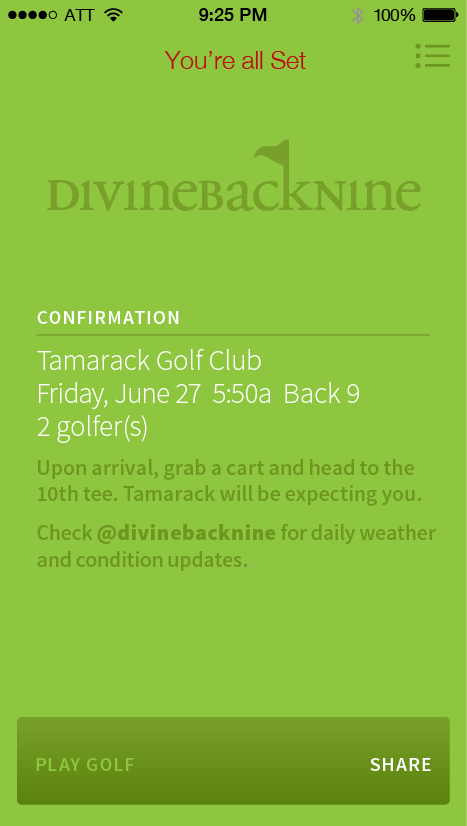 ATT 9:25 PM 100%
You're all Set
DIVINEBACKNINE
CONFIRMATION
Tamarack Golf Club
Friday, June 27 5:50a Back 9
2 golfer(s)
Upon arrival, grab a cart and head to the
10th tee. Tamarack will be expecting you.
Check @divinebacknine for daily weather
and condition updates..
PLAY GOLF SHARE